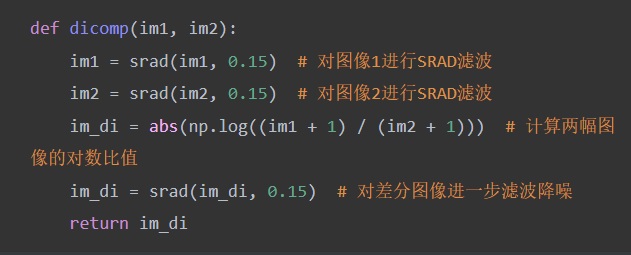 def dicomp(im1, im2):
    im1 = srad(im1, 0.15)  # 对图像1进行SRAD滤波
    im2 = srad(im2, 0.15)  # 对图像2进行SRAD滤波
    im_di = abs(np.log((im1 + 1) / (im2 + 1)))  # 计算两幅图
像的对数比值
    im_di = srad(im_di, 0.15)  # 对差分图像进一步滤波降噪
    return im_di